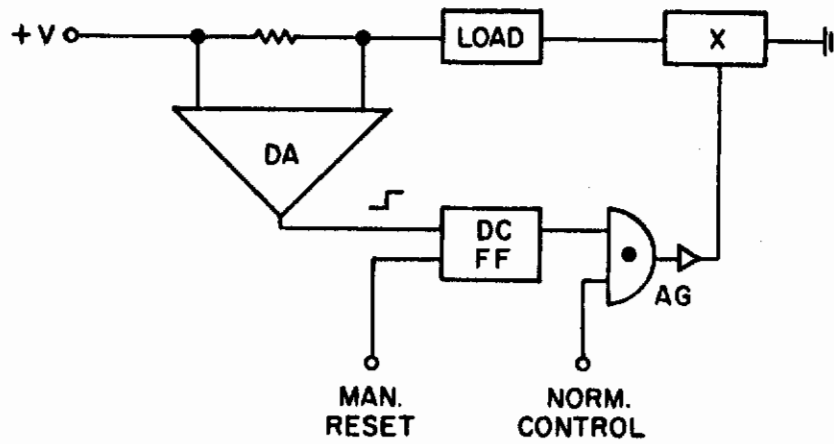 +V
LOAD
X
DA
DC
FF
AG
MAN.
RESET
NORM.
CONTROL